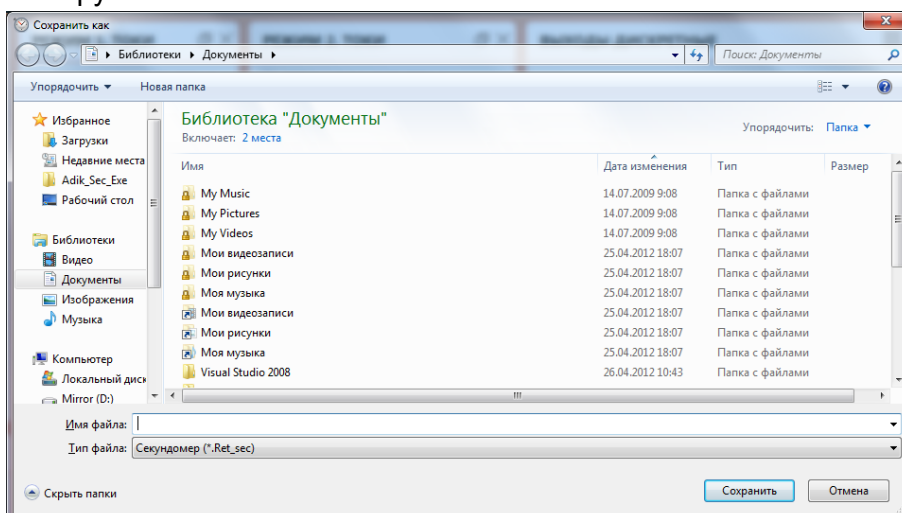 Сохранить как
Библиотеки ▸ Документы ▸
Поиск: Документы
Упорядочить
Новая папка
Избранное
Загрузки
Недавние места
Adik_Sec_Exe
Рабочий стол
Библиотеки
Видео
Документы
Изображения
Музыка
Компьютер
Локальный диск
Mirror (D:)
Библиотека "Документы"
Включает: 2 места
Упорядочить: Папка
Имя Дата изменения Тип Размер
My Music 14.07.2009 9:08 Папка с файлами
My Pictures 14.07.2009 9:08 Папка с файлами
My Videos 14.07.2009 9:08 Папка с файлами
Мои видеозаписи 25.04.2012 18:07 Папка с файлами
Мои рисунки 25.04.2012 18:07 Папка с файлами
Моя музыка 25.04.2012 18:07 Папка с файлами
Мои видеозаписи 25.04.2012 18:07 Папка с файлами
Мои рисунки 25.04.2012 18:07 Папка с файлами
Моя музыка 25.04.2012 18:07 Папка с файлами
Visual Studio 2008 26.04.2012 10:43 Папка с файлами
Имя файла:
Тип файла: Секундомер (*.Ret_sec)
Скрыть папки
Сохранить
Отмена